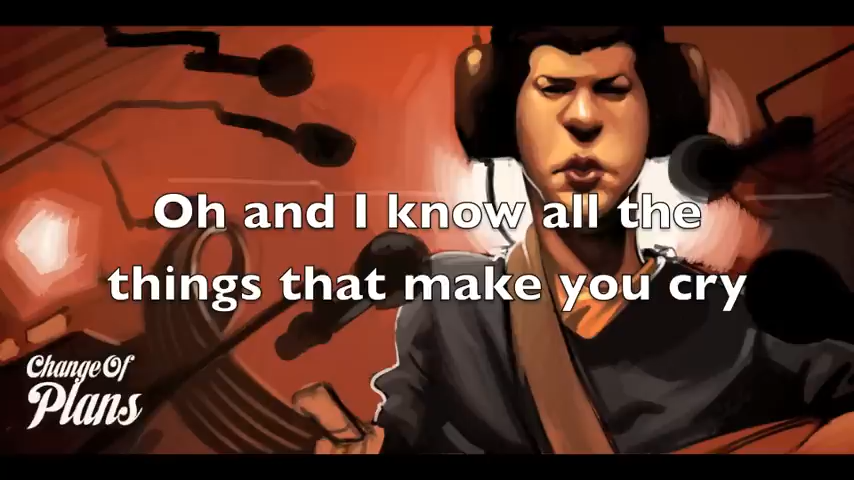 Oh and I know all the
things that make you cry
Change Of
Plans